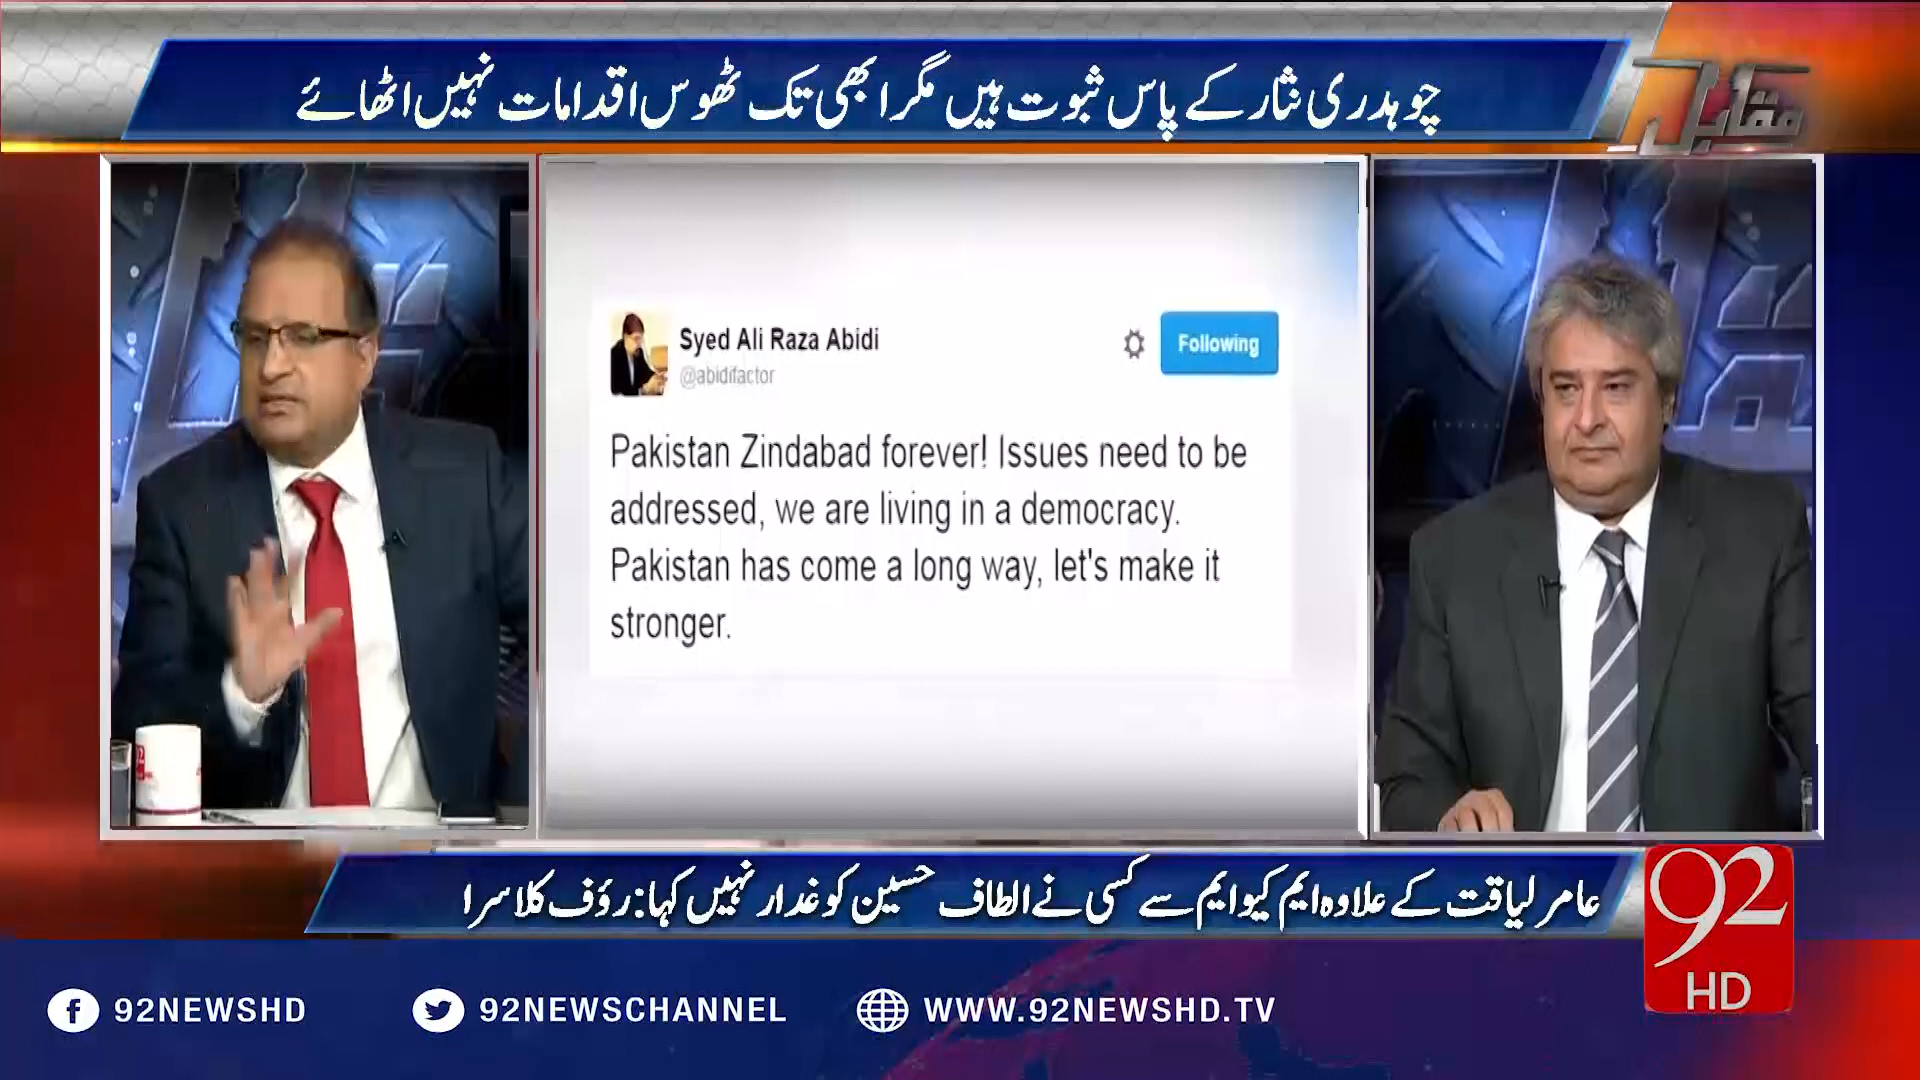 چوہدری نثار کے پاس ثبوت ہیں مگر ابھی تک ٹھوس اقدامات نہیں اٹھائے
مقابل
Syed Ali Raza Abidi
@abidifactor
Following
Pakistan Zindabad forever! Issues need to be
addressed, we are living in a democracy.
Pakistan has come a long way, let's make it
stronger.
عامر لیاقت کے علاوہ ایم کیو ایم سے کسی نے الطاف حسین کو غدار نہیں کہا: رؤف کلاسرا
92
HD
92NEWSHD
92NEWSCHANNEL
WWW.92NEWSHD.TV